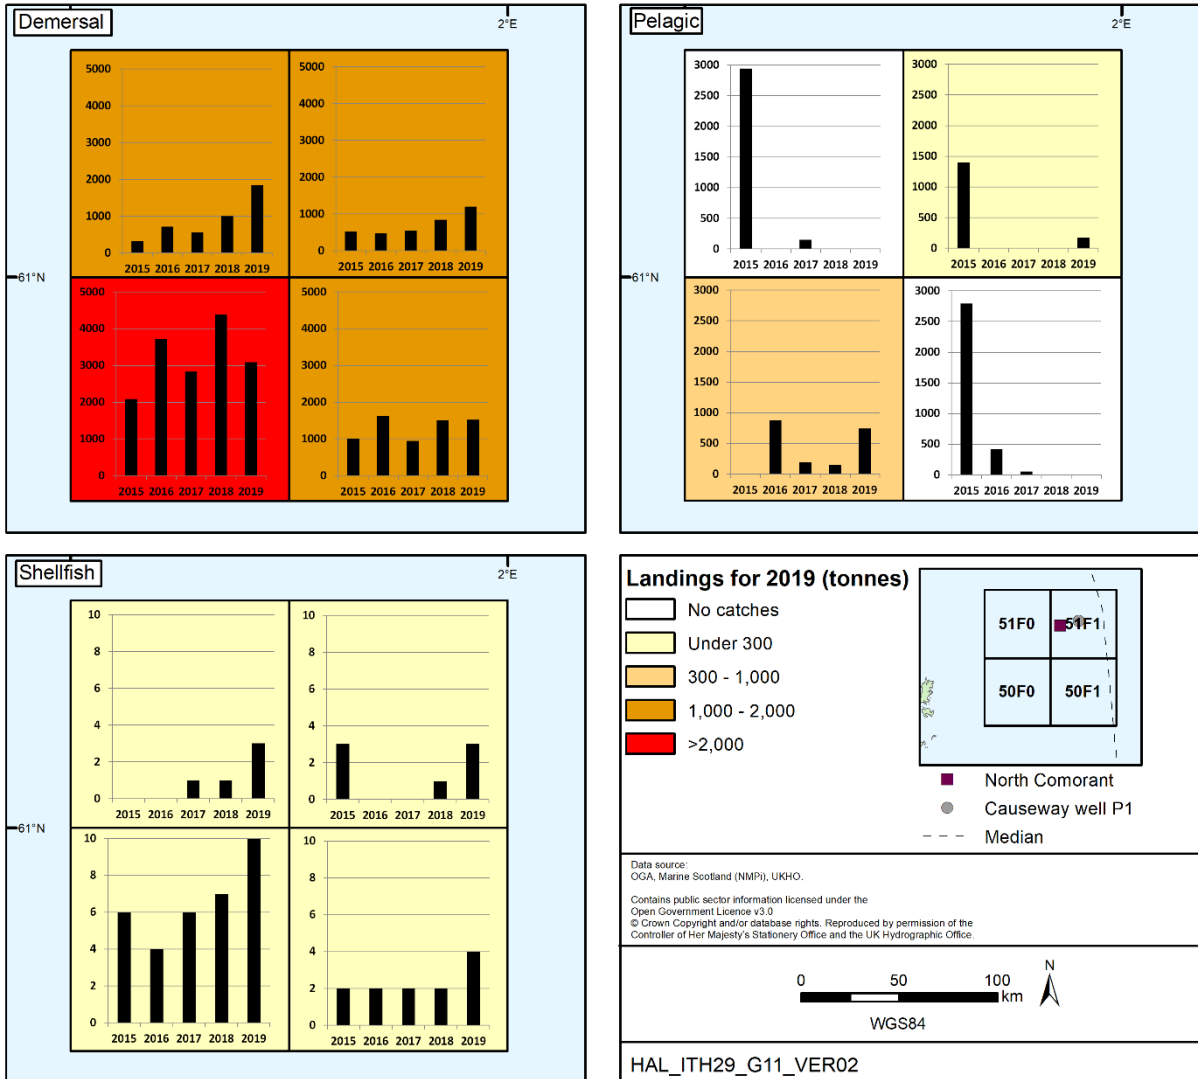 Demersal
2°E
5000
4000
3000
2000
1000
0
2015 2016 2017 2018 2019
5000
4000
3000
2000
1000
0
2015 2016 2017 2018 2019
61°N
5000
4000
3000
2000
1000
0
2015 2016 2017 2018 2019
5000
4000
3000
2000
1000
0
2015 2016 2017 2018 2019
Pelagic
2°E
3000
2500
2000
1500
1000
500
0
2015 2016 2017 2018 2019
3000
2500
2000
1500
1000
500
0
2015 2016 2017 2018 2019
61°N
3000
2500
2000
1500
1000
500
0
2015 2016 2017 2018 2019
3000
2500
2000
1500
1000
500
0
2015 2016 2017 2018 2019
Shellfish
2°E
10
8
6
4
2
0
2015 2016 2017 2018 2019
10
8
6
4
2
0
2015 2016 2017 2018 2019
61°N
10
8
6
4
2
0
2015 2016 2017 2018 2019
10
8
6
4
2
0
2015 2016 2017 2018 2019
Landings for 2019 (tonnes)
No catches
Under 300
300 - 1,000
1,000 - 2,000
>2,000
51F0 51F1
50F0 50F1
North Comorant
Causeway well P1
Median
Data source:
OGA, Marine Scotland (NMPi), UKHO.
Contains public sector information licensed under the
Open Government Licence v3.0
© Crown Copyright and/or database rights. Reproduced by permission of the
Controller of Her Majesty's Stationery Office and the UK Hydrographic Office.
0 50 100
km
N
WGS84
HAL_ITH29_G11_VER02